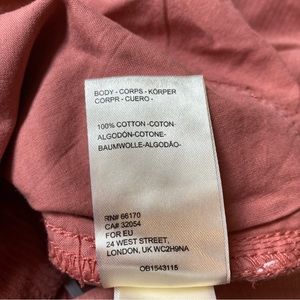 BODY - CORPS - KÖRPER
CORPR - CUERO -
100% COTTON -COTON-
ALGODÓN-COTONE-
BAUMWOLLE-ALGODÃO-
RN# 66170
CA# 32054
FOR EU
24 WEST STREET,
LONDON, UK WC2H9NA
OB1543115